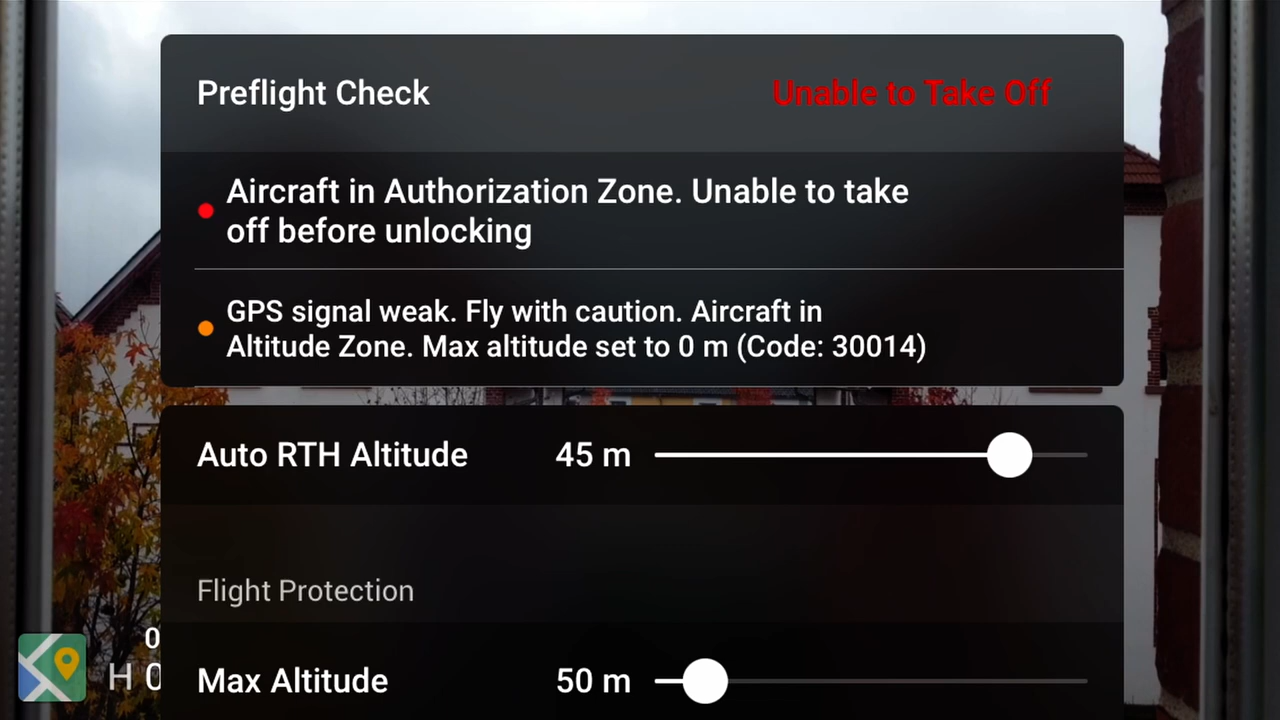 Preflight Check
Unable to Take Off
Aircraft in Authorization Zone. Unable to take
off before unlocking
GPS signal weak. Fly with caution. Aircraft in
Altitude Zone. Max altitude set to 0 m (Code: 30014)
Auto RTH Altitude 45 m
Flight Protection
0
H 0
Max Altitude 50 m